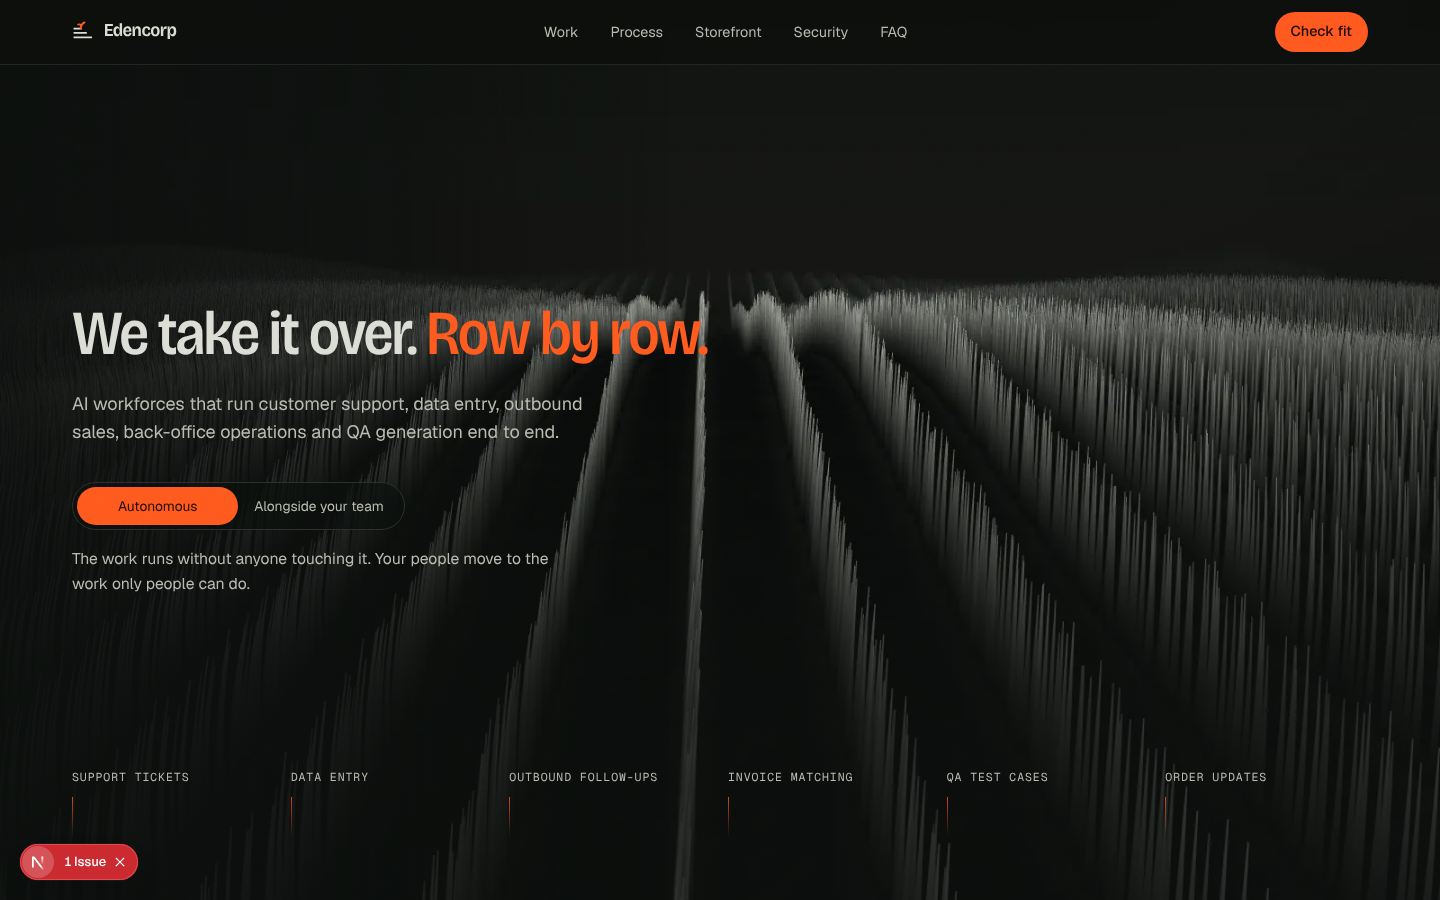 Edencorp
Work
Process
Storefront
Security
FAQ
Check fit
We take it over. Row by row.
AI workforces that run customer support, data entry, outbound
sales, back-office operations and QA generation end to end.
Autonomous
Alongside your team
The work runs without anyone touching it. Your people move to the
work only people can do.
SUPPORT TICKETS
DATA ENTRY
OUTBOUND FOLLOW-UPS
INVOICE MATCHING
QA TEST CASES
ORDER UPDATES
N
1 Issue